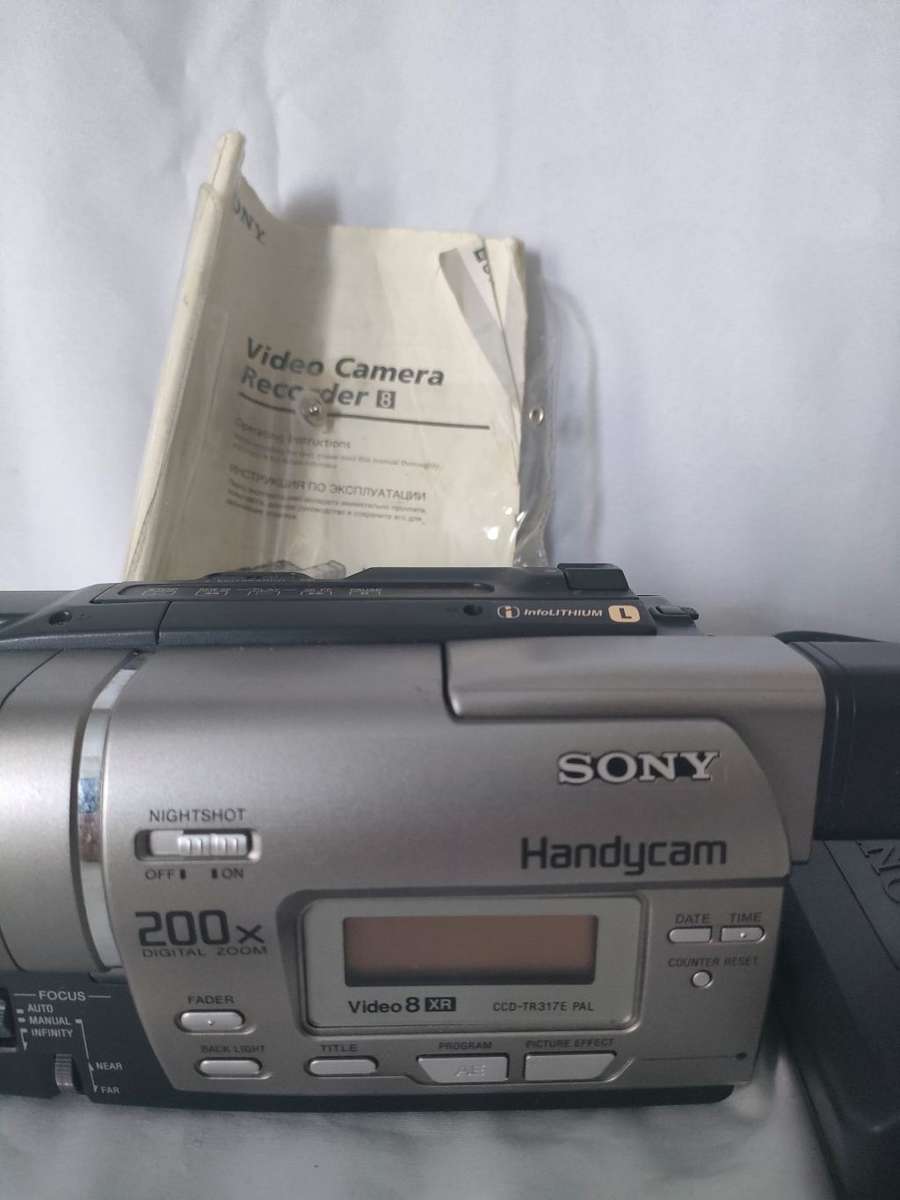 SONY
Video Camera
Recorder 8
Operating Instructions
ИНСТРУКЦИЯ ПО ЭКСПЛУАТАЦИИ
InfoLITHIUM L
SONY
Handycam
NIGHTSHOT
OFF ON
200x
DIGITAL ZOOM
DATE TIME
COUNTER RESET
Video 8 XR CCD-TR317E PAL
FOCUS
AUTO
MANUAL
INFINITY
NEAR
FAR
FADER
BACK LIGHT
TITLE
PROGRAM
AE
PICTURE EFFECT